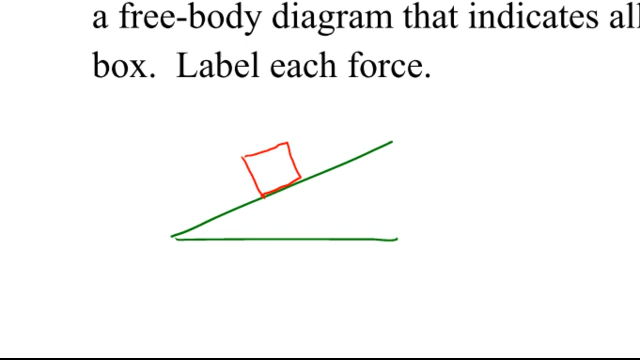 a free-body diagram that indicates all
box. Label each force.